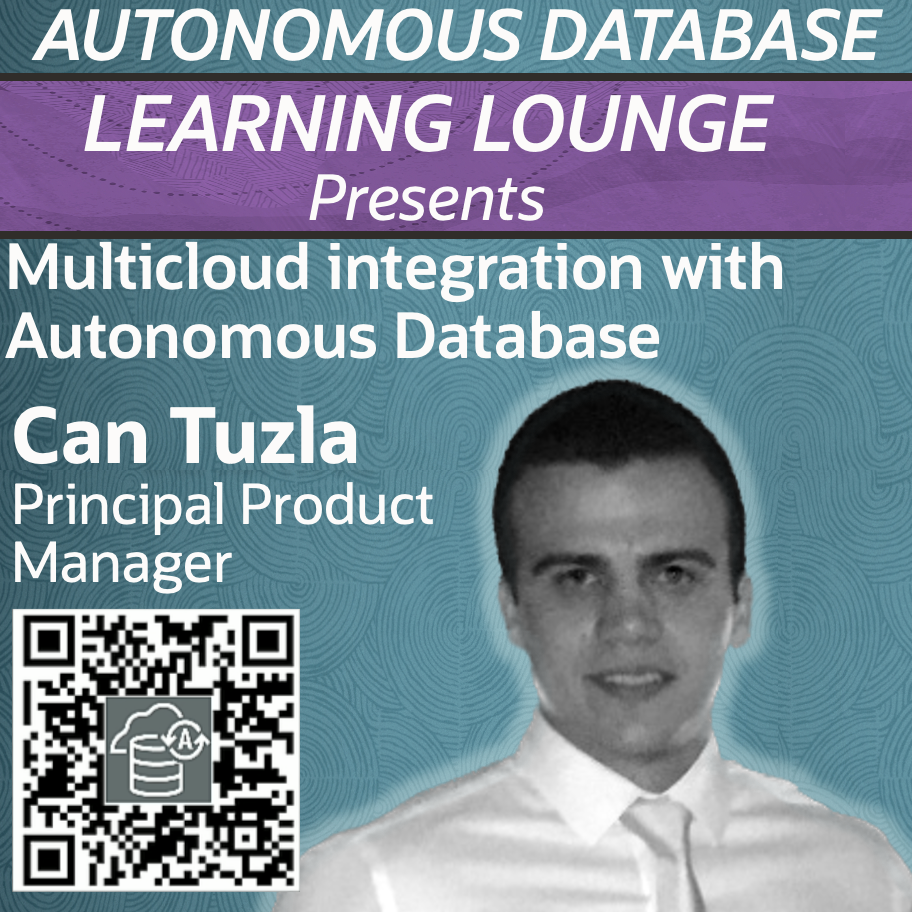 AUTONOMOUS DATABASE
LEARNING LOUNGE
Presents
Multicloud integration with
Autonomous Database
Can Tuzla
Principal Product
Manager
A